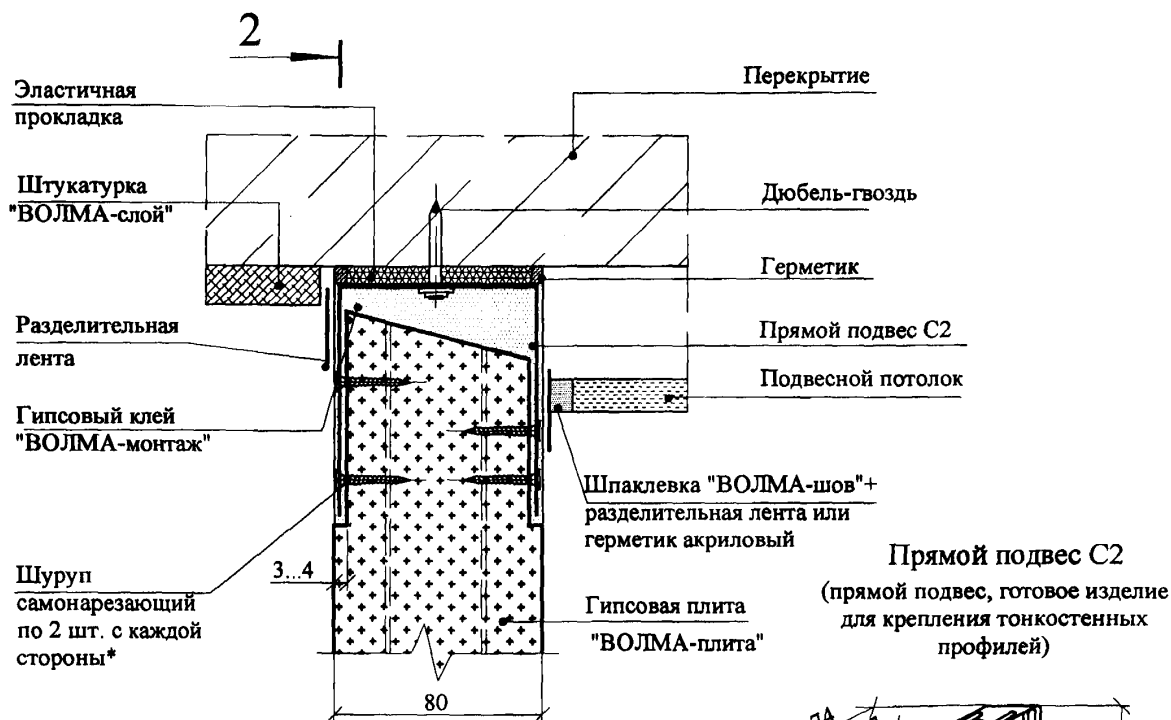 2
Эластичная
прокладка
Перекрытие
Штукатурка
"ВОЛМА-слой"
Дюбель-гвоздь
Герметик
Разделительная
лента
Прямой подвес С2
Подвесной потолок
Гипсовый клей
"ВОЛМА-монтаж"
Шпаклевка "ВОЛМА-шов"+
разделительная лента или
герметик акриловый
Шуруп
самонарезающий
по 2 шт. с каждой
стороны*
3...4
Гипсовая плита
"ВОЛМА-плита"
80
Прямой подвес С2
(прямой подвес, готовое изделие
для крепления тонкостенных
профилей)